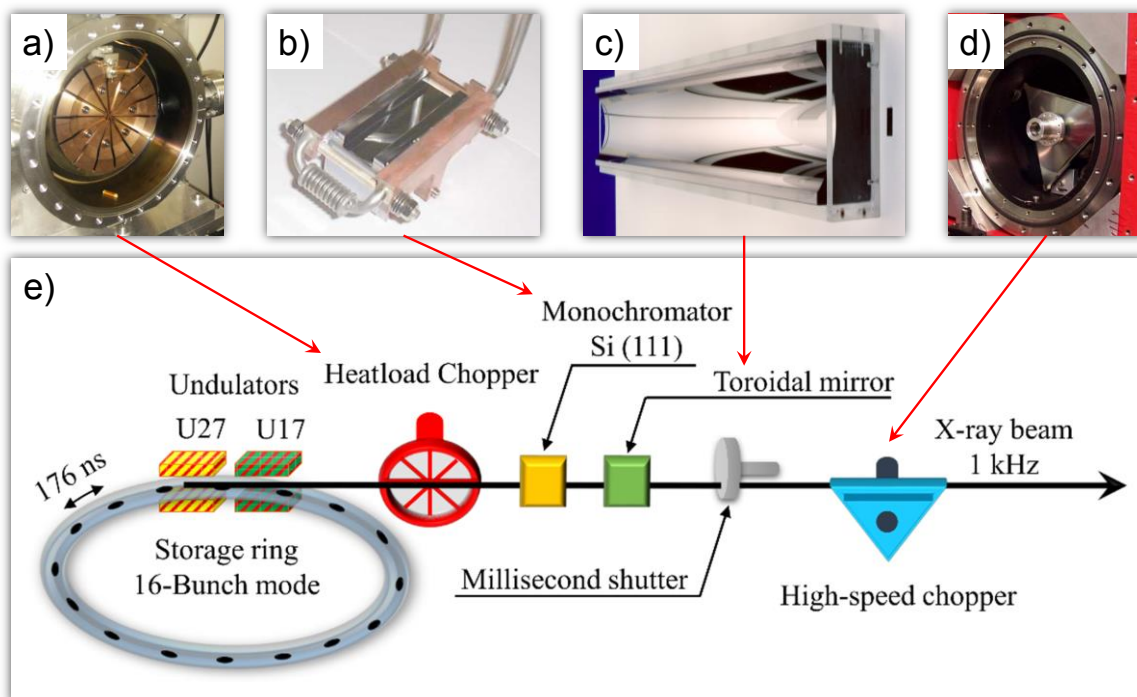 a)
b)
c)
d)
e)
Monochromator
Si (111)
Heatload Chopper
Toroidal mirror
Undulators
U27 U17
X-ray beam
1 kHz
176 ns
Storage ring
16-Bunch mode
Millisecond shutter
High-speed chopper